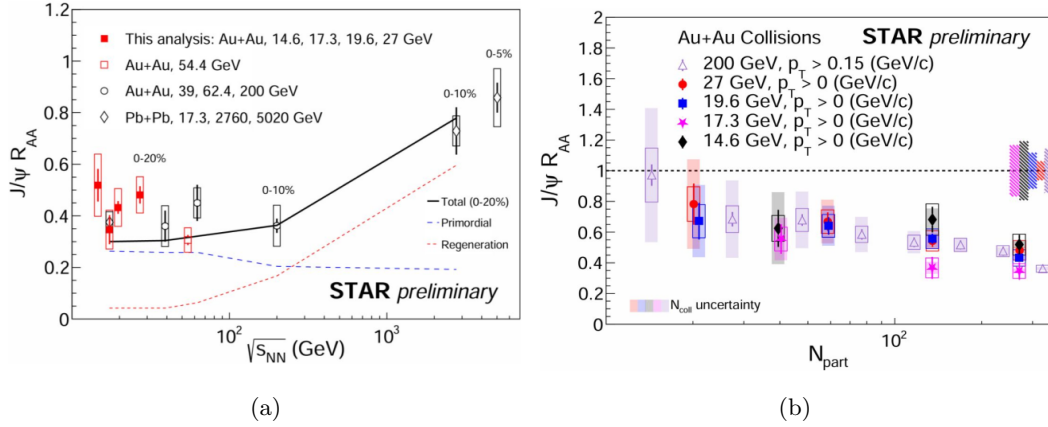 1.2
1
0.8
0.6
0.4
0.2
0
J/ψ R_AA
This analysis: Au+Au, 14.6, 17.3, 19.6, 27 GeV
Au+Au, 54.4 GeV
Au+Au, 39, 62.4, 200 GeV
Pb+Pb, 17.3, 2760, 5020 GeV
0-5%
0-10%
0-20%
0-10%
Total (0-20%)
Primordial
Regeneration
STAR preliminary
10²
10³
√s_NN (GeV)
(a)
2
1.8
1.6
1.4
1.2
1
0.8
0.6
0.4
0.2
0
J/ψ R_AA
Au+Au Collisions
STAR preliminary
200 GeV, p_T > 0.15 (GeV/c)
27 GeV, p_T > 0 (GeV/c)
19.6 GeV, p_T > 0 (GeV/c)
17.3 GeV, p_T > 0 (GeV/c)
14.6 GeV, p_T > 0 (GeV/c)
N_coll uncertainty
10²
N_part
(b)